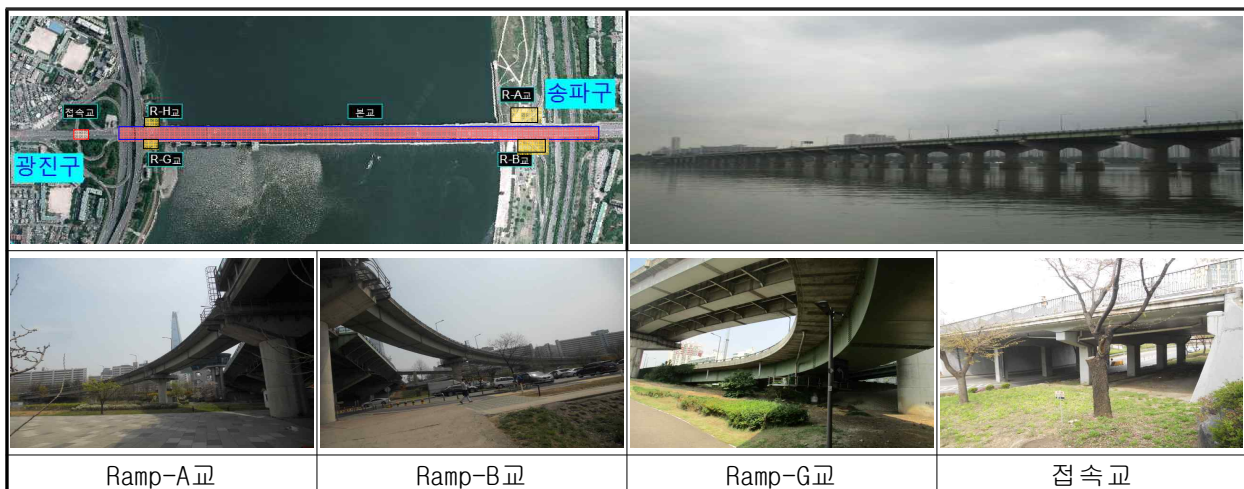 접속교
R-H교
본교
R-A교
송파구
광진구
R-G교
R-B교
Ramp-A교
Ramp-B교
Ramp-G교
접속교